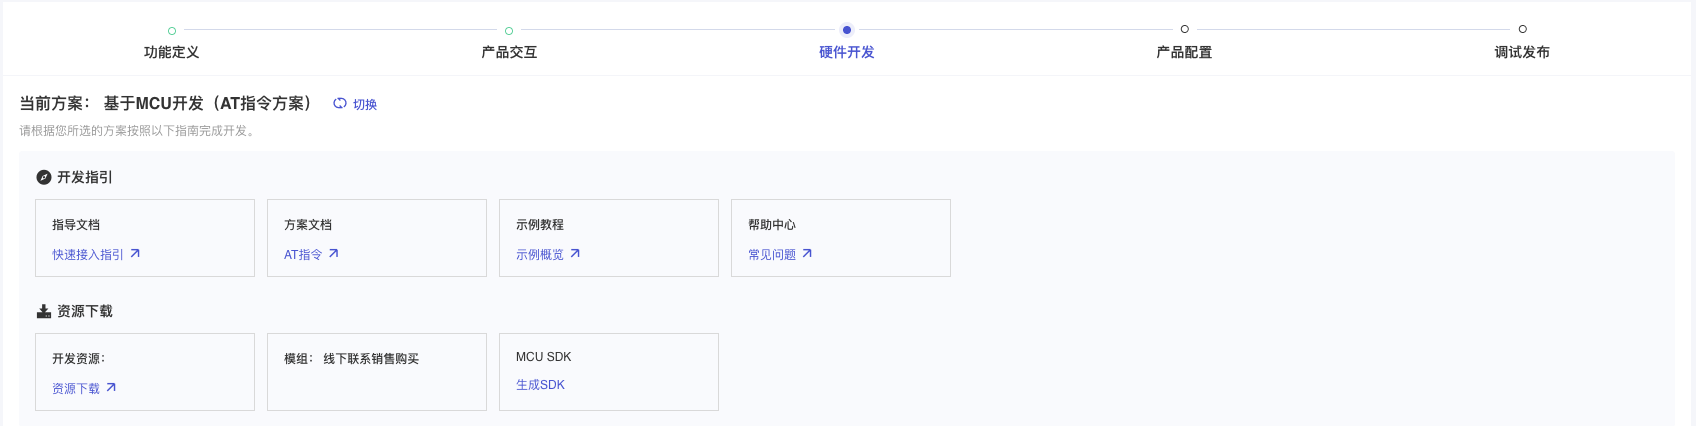 功能定义
产品交互
硬件开发
产品配置
调试发布
当前方案： 基于MCU开发（AT指令方案） 切换
请根据您所选的方案按照以下指南完成开发。
开发指引
指导文档
快速接入指引
方案文档
AT指令
示例教程
示例概览
帮助中心
常见问题
资源下载
开发资源：
资源下载
模组： 线下联系销售购买
MCU SDK
生成SDK